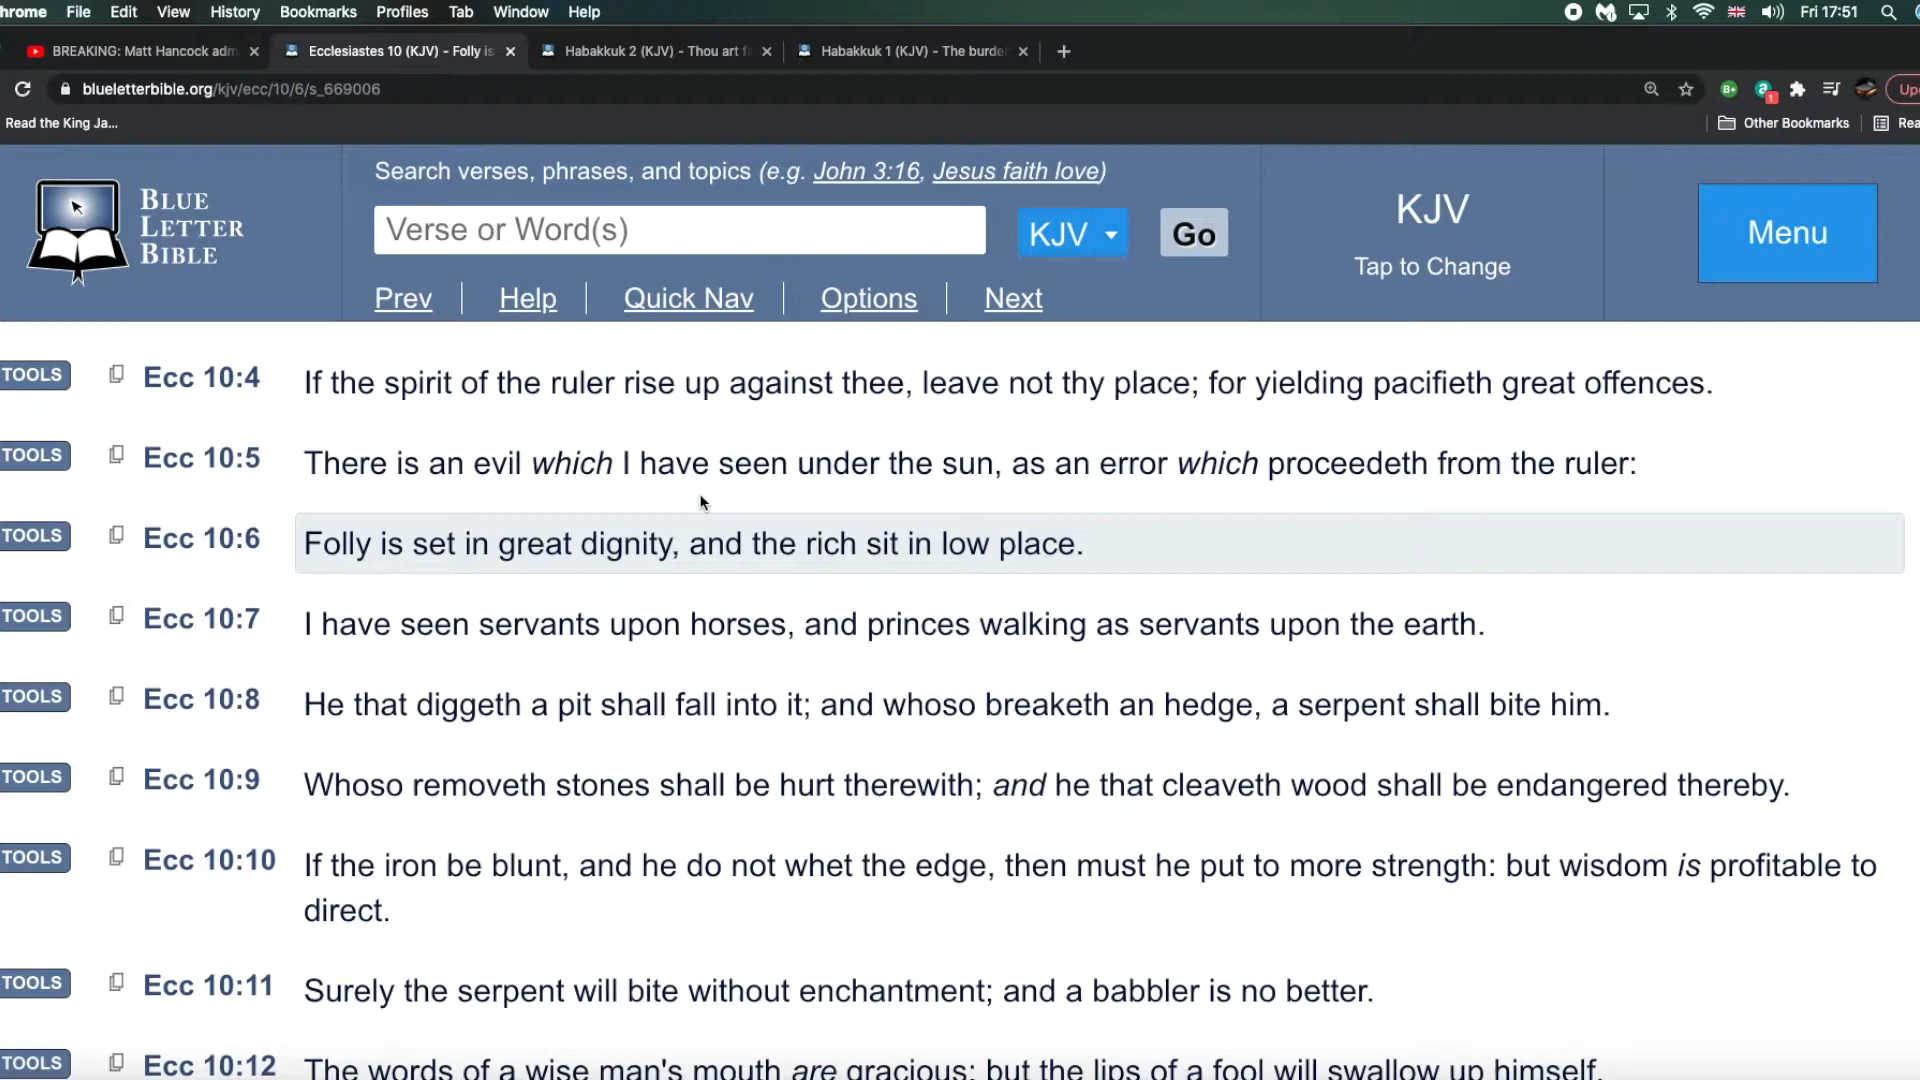 hrome File Edit View History Bookmarks Profiles Tab Window Help Fri 17:51
BREAKING: Matt Hancock adm Ecclesiastes 10 (KJV) - Folly is Habakkuk 2 (KJV) - Thou art f Habakkuk 1 (KJV) - The burde
blueletterbible.org/kjv/ecc/10/6/s_669006 B+ 1 Up
Read the King Ja... Other Bookmarks Rea
Search verses, phrases, and topics (e.g. John 3:16, Jesus faith love)
BLUE
LETTER
BIBLE
Verse or Word(s) KJV Go
KJV
Tap to Change
Menu
Prev Help Quick Nav Options Next
TOOLS Ecc 10:4 If the spirit of the ruler rise up against thee, leave not thy place; for yielding pacifieth great offences.
TOOLS Ecc 10:5 There is an evil which I have seen under the sun, as an error which proceedeth from the ruler:
TOOLS Ecc 10:6 Folly is set in great dignity, and the rich sit in low place.
TOOLS Ecc 10:7 I have seen servants upon horses, and princes walking as servants upon the earth.
TOOLS Ecc 10:8 He that diggeth a pit shall fall into it; and whoso breaketh an hedge, a serpent shall bite him.
TOOLS Ecc 10:9 Whoso removeth stones shall be hurt therewith; and he that cleaveth wood shall be endangered thereby.
TOOLS Ecc 10:10 If the iron be blunt, and he do not whet the edge, then must he put to more strength: but wisdom is profitable to
direct.
TOOLS Ecc 10:11 Surely the serpent will bite without enchantment; and a babbler is no better.
TOOLS Ecc 10:12 The words of a wise man's mouth are gracious; but the lips of a fool will swallow up himself.